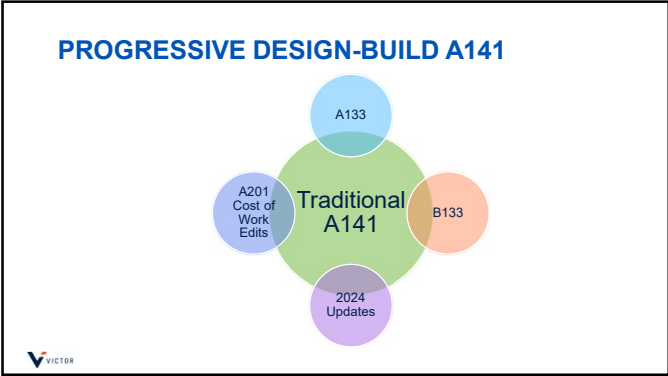 PROGRESSIVE DESIGN-BUILD A141
A133
A201
Cost of
Work
Edits
Traditional
A141
B133
2024
Updates
VICTOR